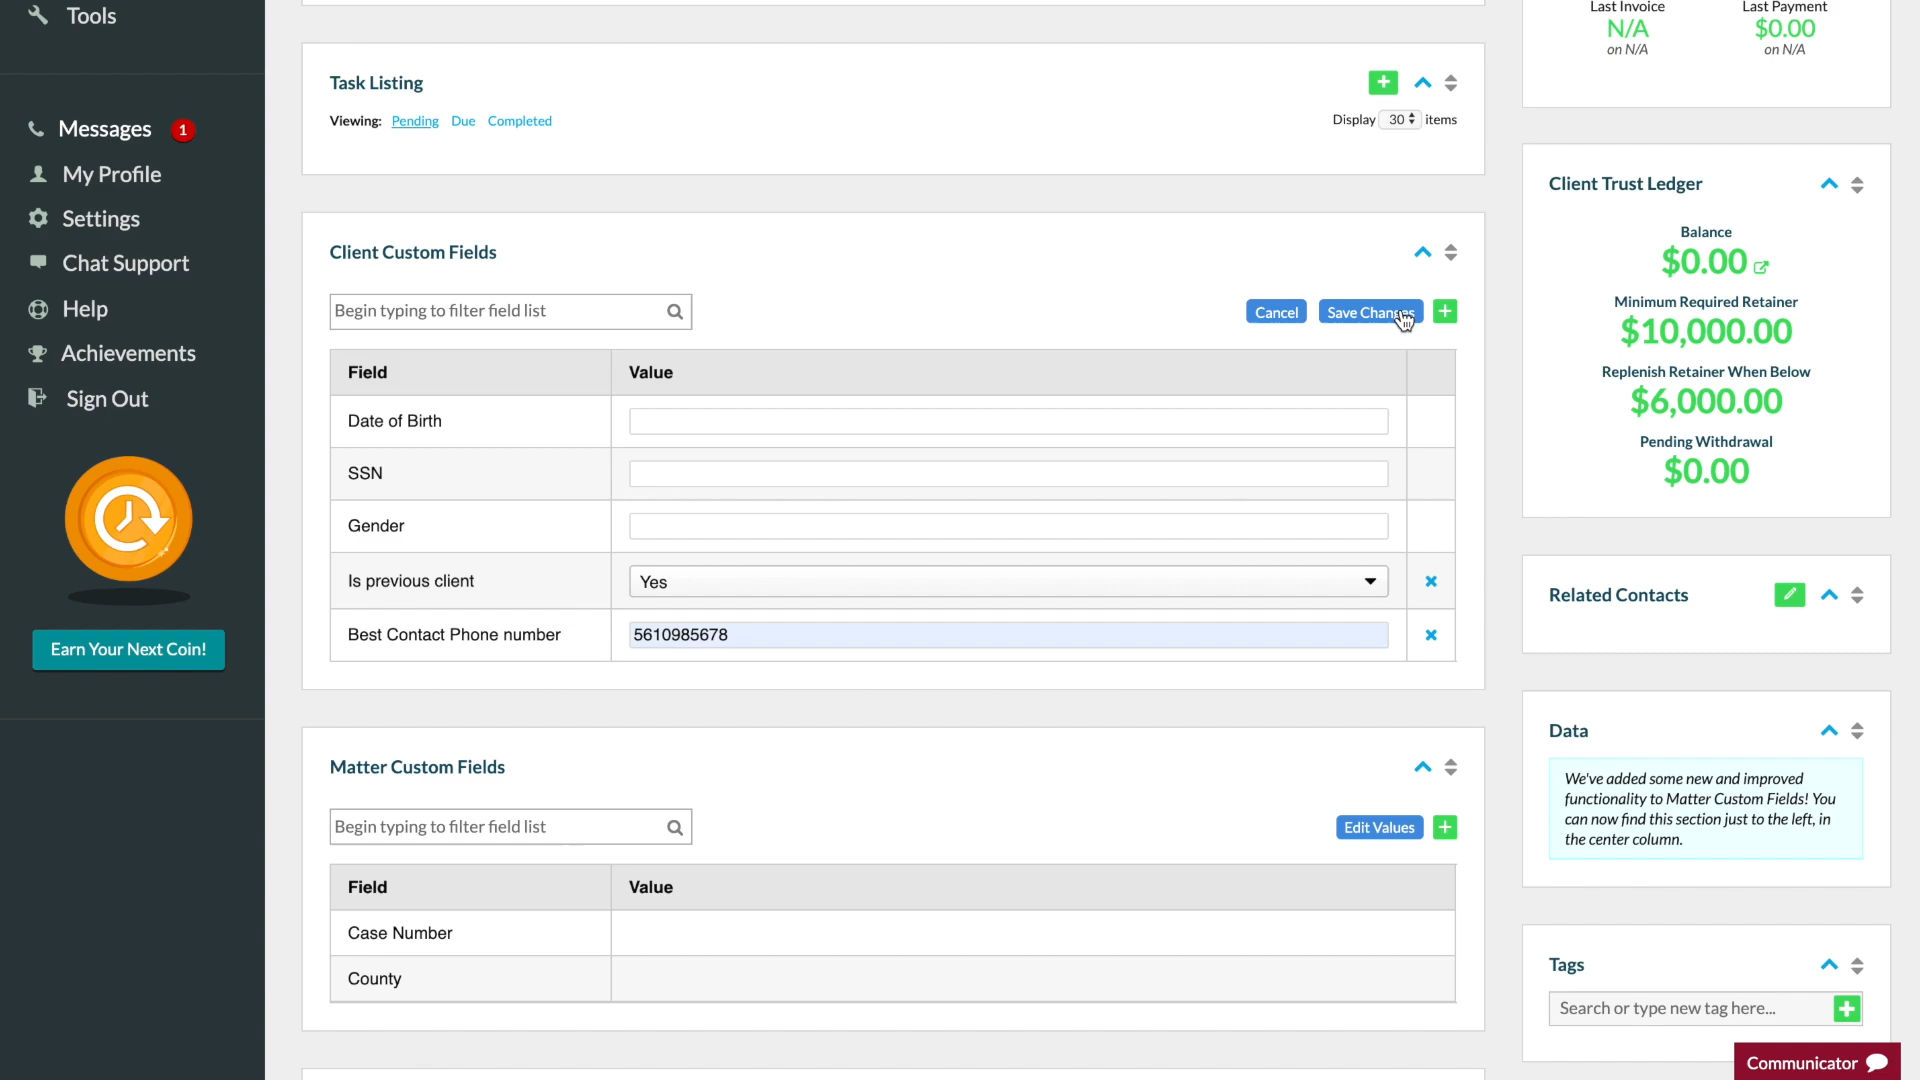 Tools
Messages 1
My Profile
Settings
Chat Support
Help
Achievements
Sign Out
Earn Your Next Coin!
Task Listing
Viewing: Pending Due Completed
Display 30 items
Client Custom Fields
Begin typing to filter field list
Cancel
Save Changes
Field Value
Date of Birth
SSN
Gender
Is previous client Yes
Best Contact Phone number 5610985678
Matter Custom Fields
Begin typing to filter field list
Edit Values
Field Value
Case Number
County
Last Invoice Last Payment
N/A $0.00
on N/A on N/A
Client Trust Ledger
Balance
$0.00
Minimum Required Retainer
$10,000.00
Replenish Retainer When Below
$6,000.00
Pending Withdrawal
$0.00
Related Contacts
Data
We've added some new and improved
functionality to Matter Custom Fields! You
can now find this section just to the left, in
the center column.
Tags
Search or type new tag here...
Communicator